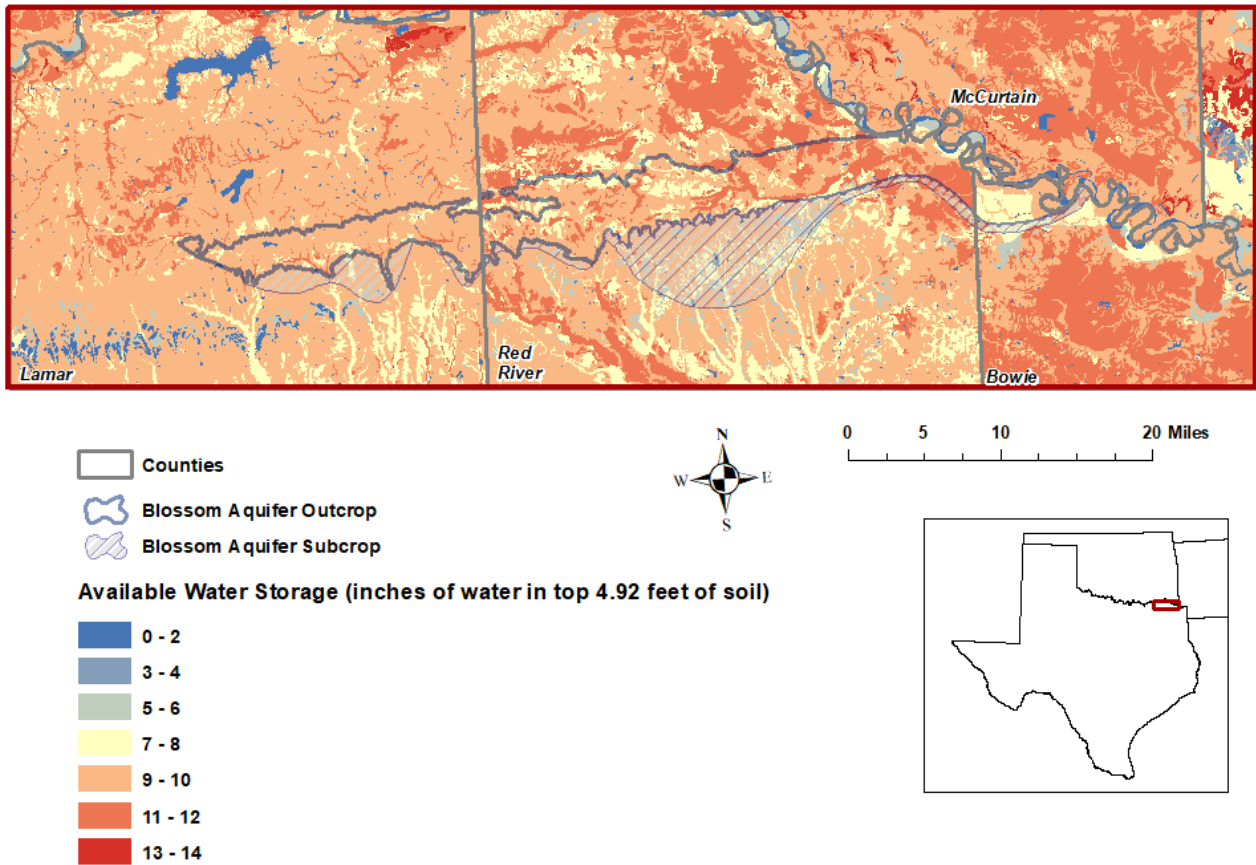 McCurtain
Lamar
Red
River
Bowie
N
W
E
S
0
5
10
20 Miles
Counties
Blossom Aquifer Outcrop
Blossom Aquifer Subcrop
Available Water Storage (inches of water in top 4.92 feet of soil)
0 - 2
3 - 4
5 - 6
7 - 8
9 - 10
11 - 12
13 - 14